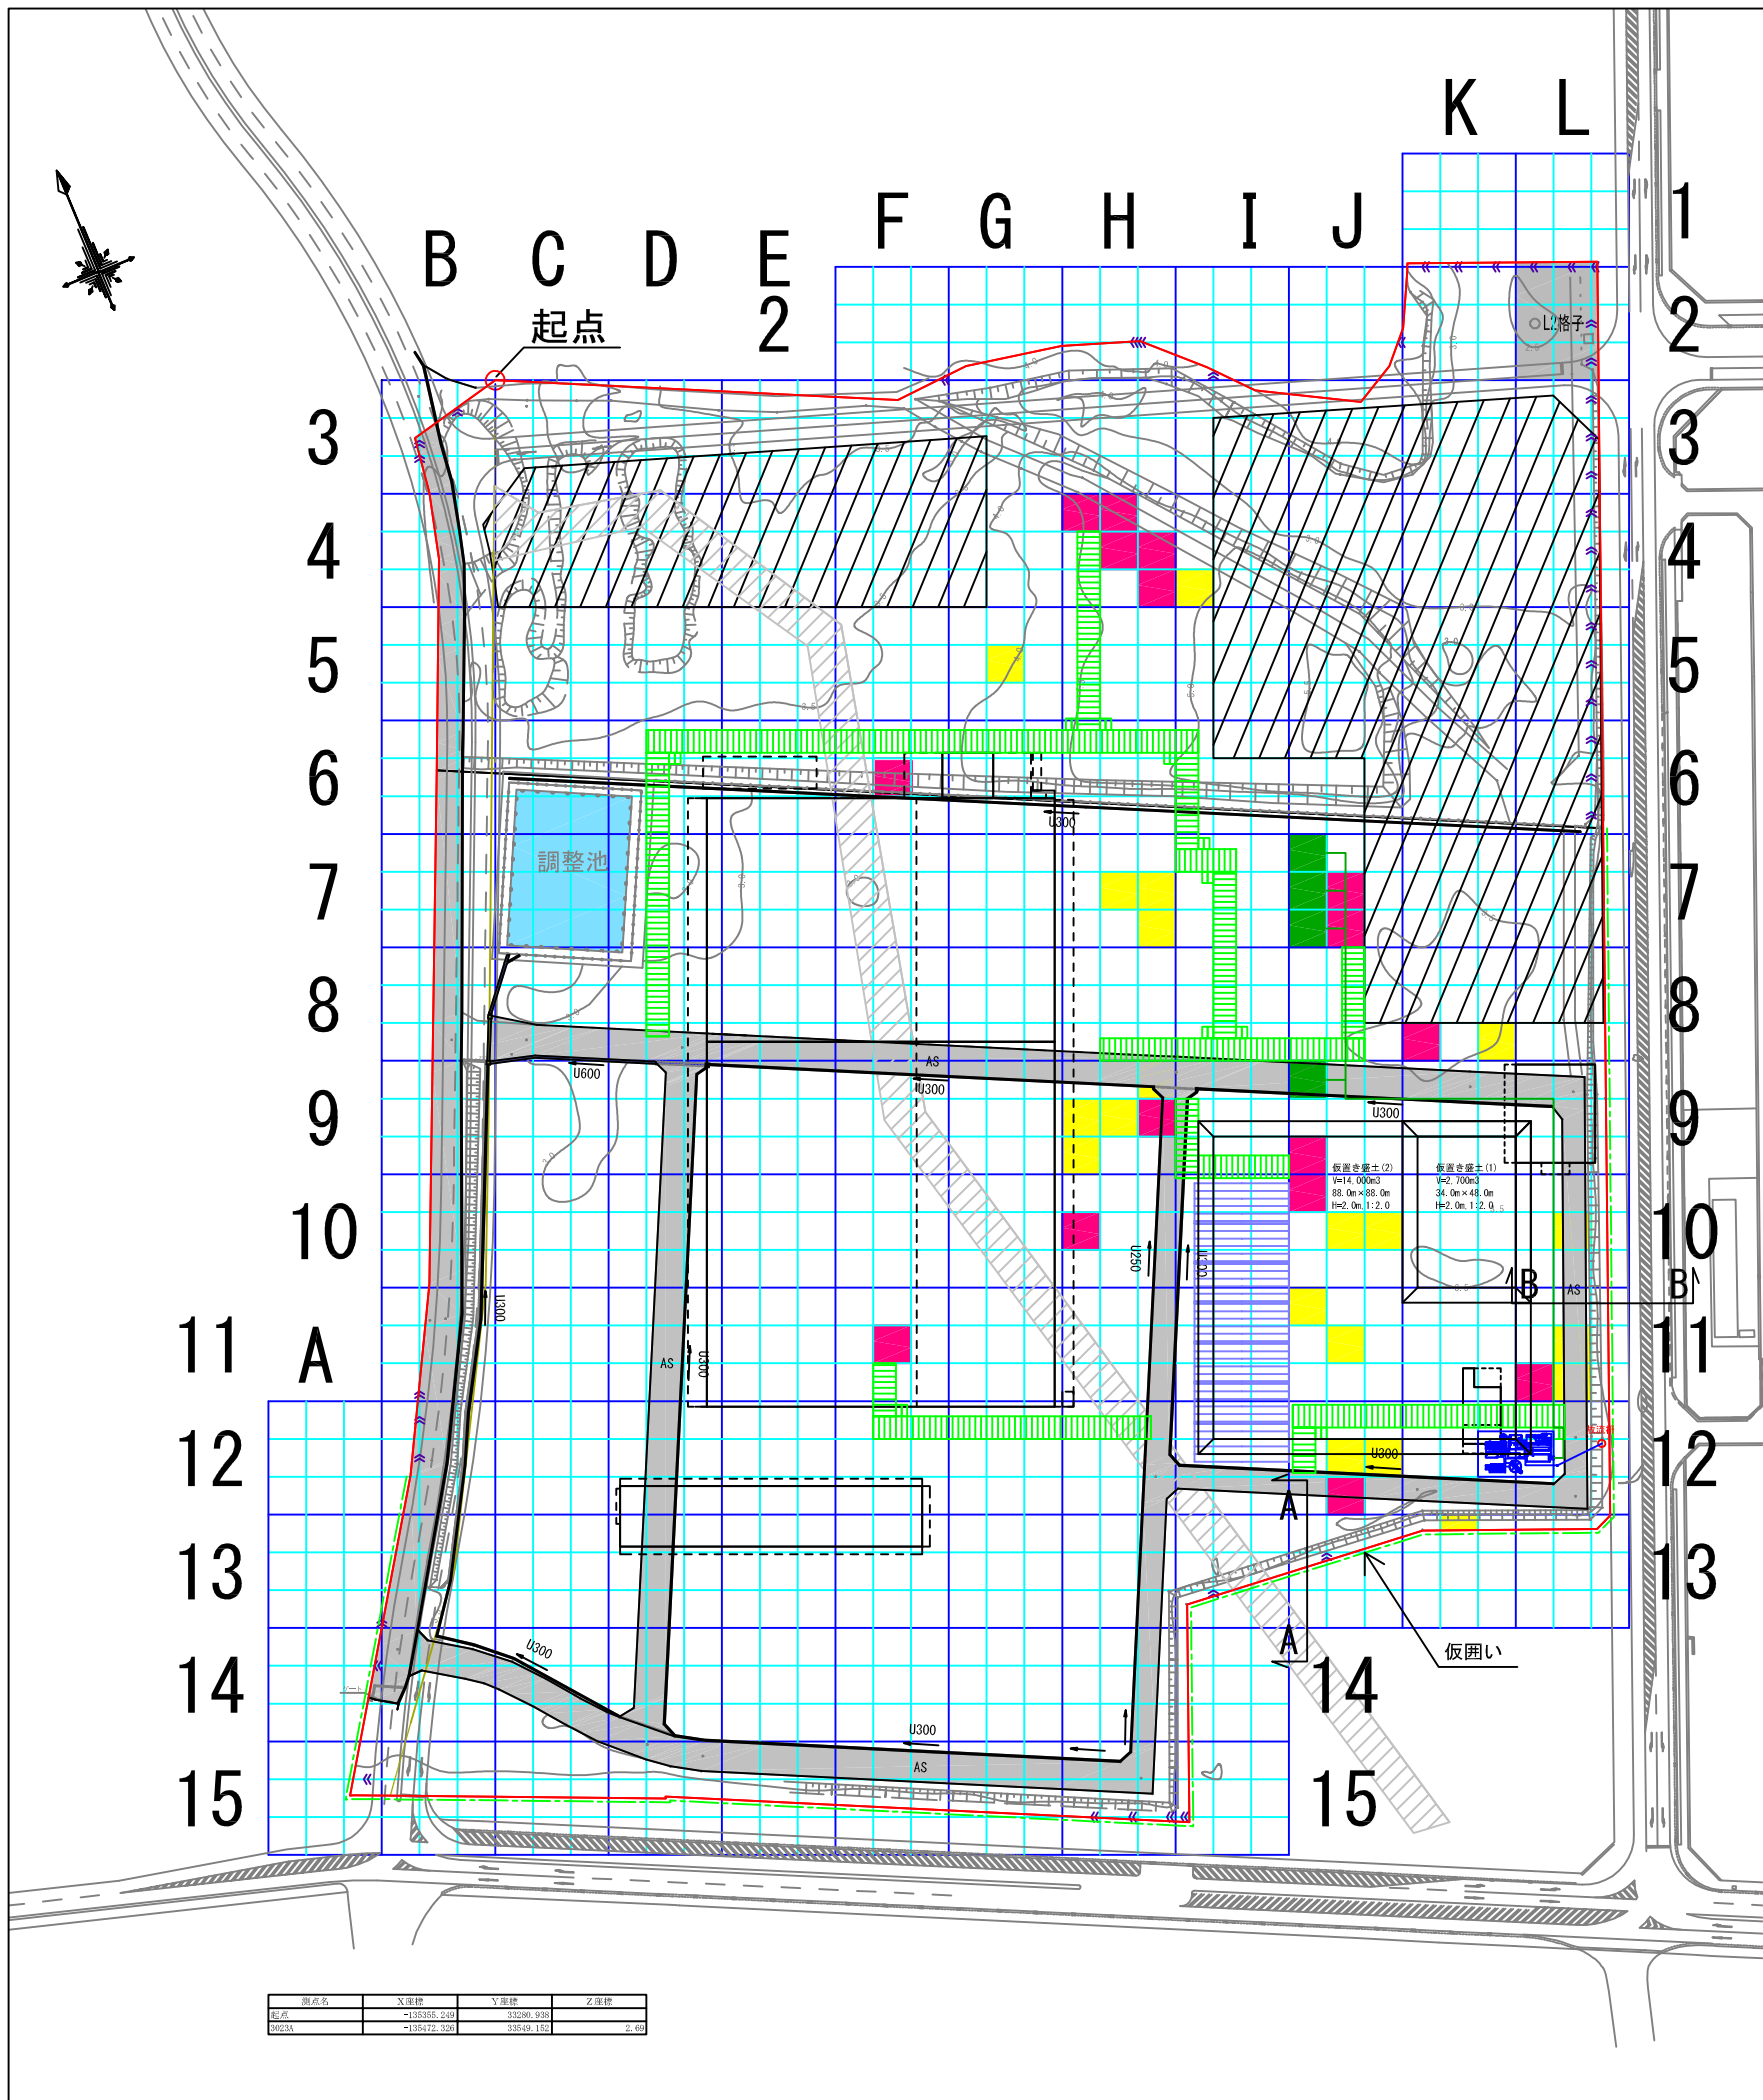 K L
1
F G H I J
B C D E
2
2
起点
L2格子
3
3
4
4
5
5
6
6
U300
調整池
7
7
8
8
AS
U600
U300
U300
9
9
仮置き盛土(2)
V=14,000m3
88.0m×88.0m
H=2.0m,1:2.0
仮置き盛土(1)
V=2,700m3
34.0m×48.0m
H=2.0m,1:2.0
10
10
U250
U300
B
B
AS
U300
11
A
AS
U300
11
12
U300
12
A
13
13
U300
A
仮囲い
14
14
U300
AS
15
15
測点名 X座標 Y座標 Z座標
起点 -135355.249 33280.938
3023A -135472.326 33549.152 2.69